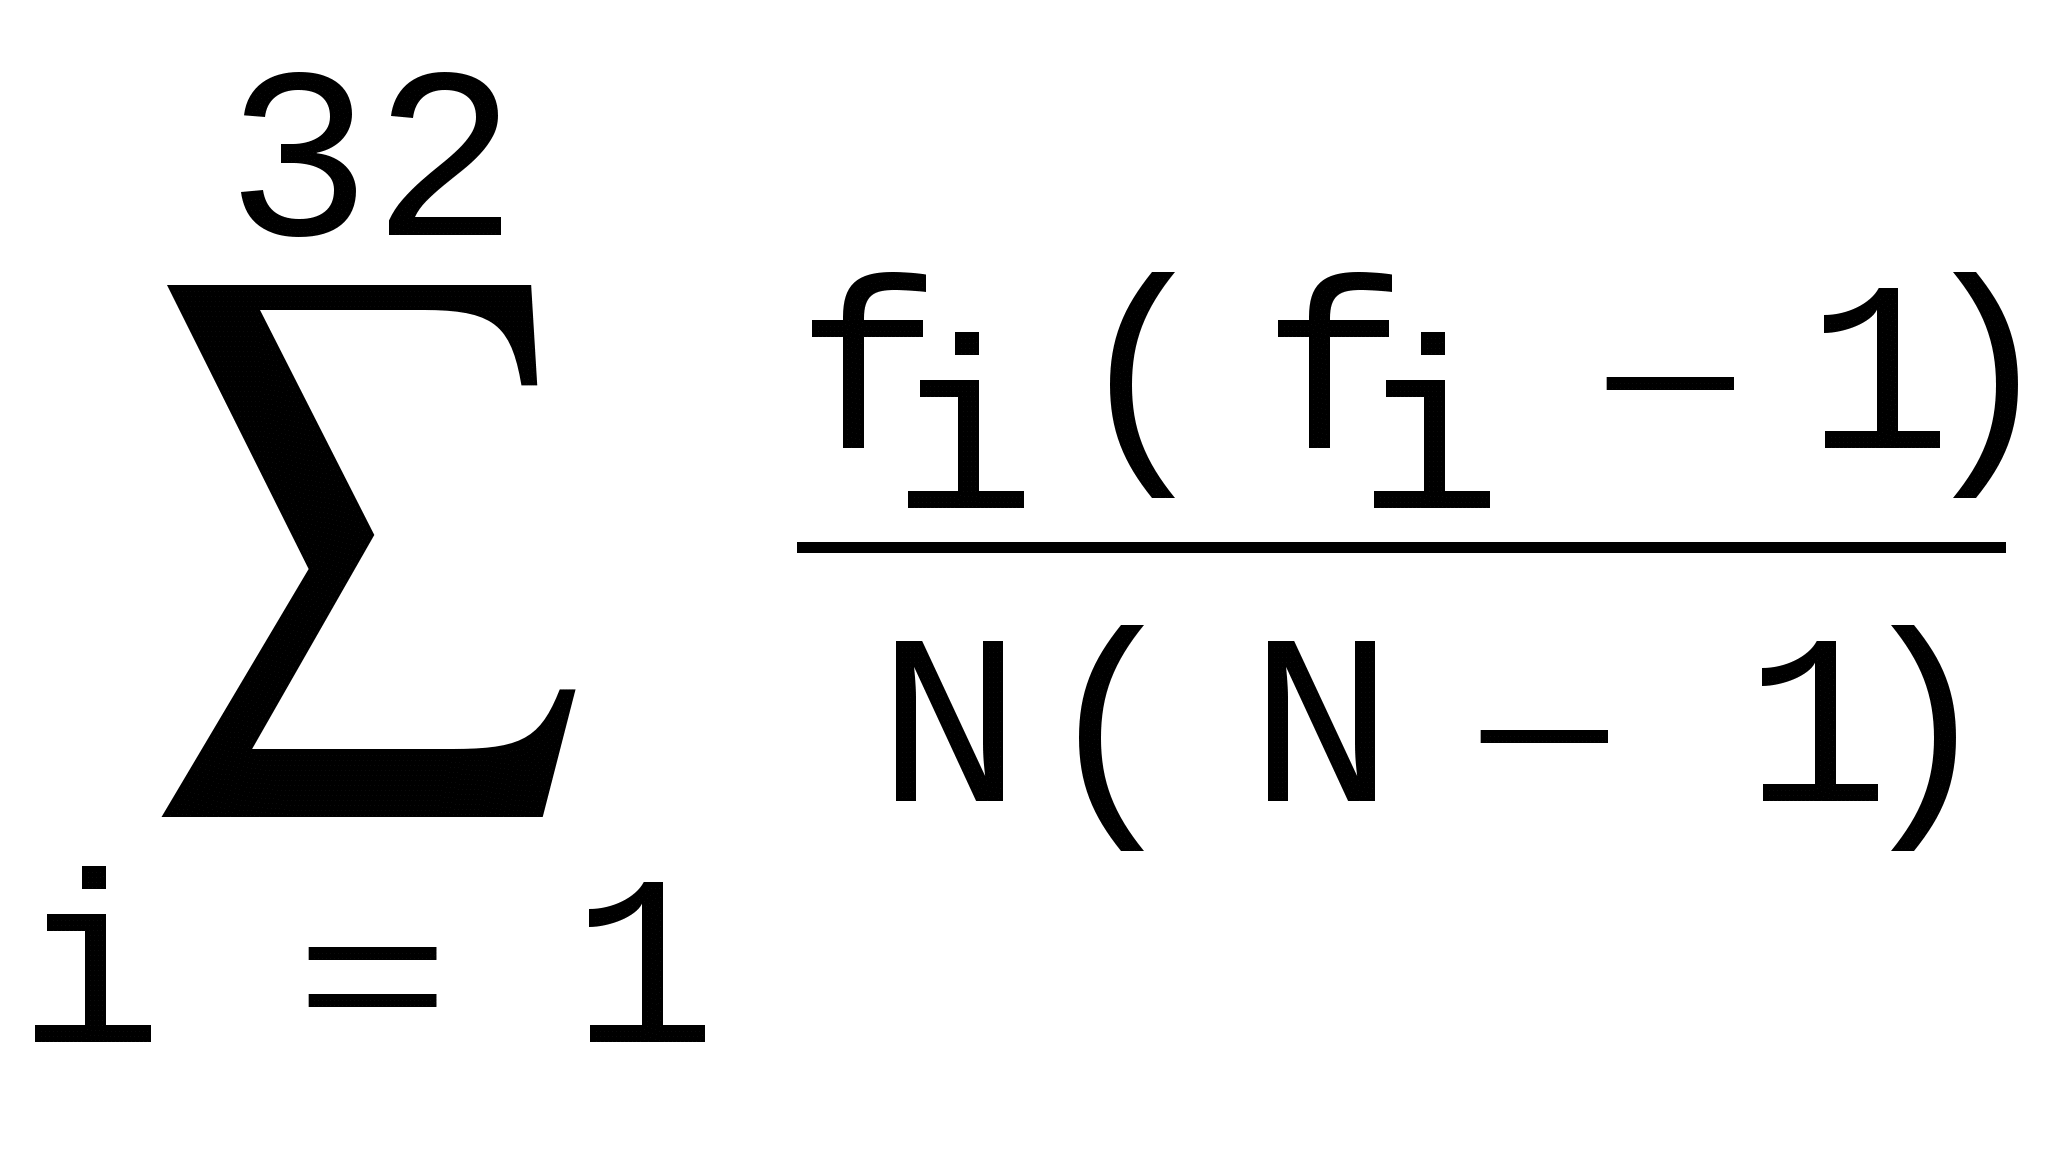 32
∑
fi ( fi − 1)
N ( N − 1)
i = 1